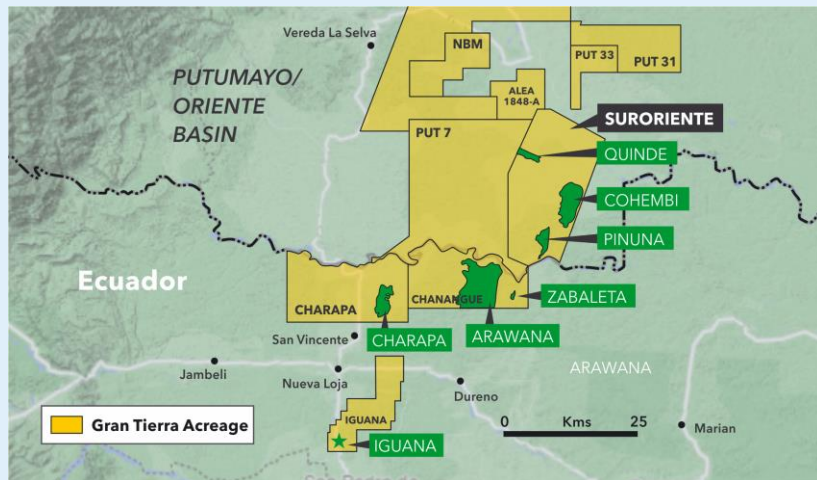 Vereda La Selva
NBM
PUT 33
PUT 31
PUTUMAYO/
ORIENTE
BASIN
ALEA
1848-A
SURORIENTE
PUT 7
QUINDE
COHEMBI
PINUNA
Ecuador
CHARAPA
CHANANGUE
ZABALETA
CHARAPA
ARAWANA
San Vincente
ARAWANA
Jambeli
Nueva Loja
Dureno
0 Kms 25
Gran Tierra Acreage
IGUANA
IGUANA
Marian